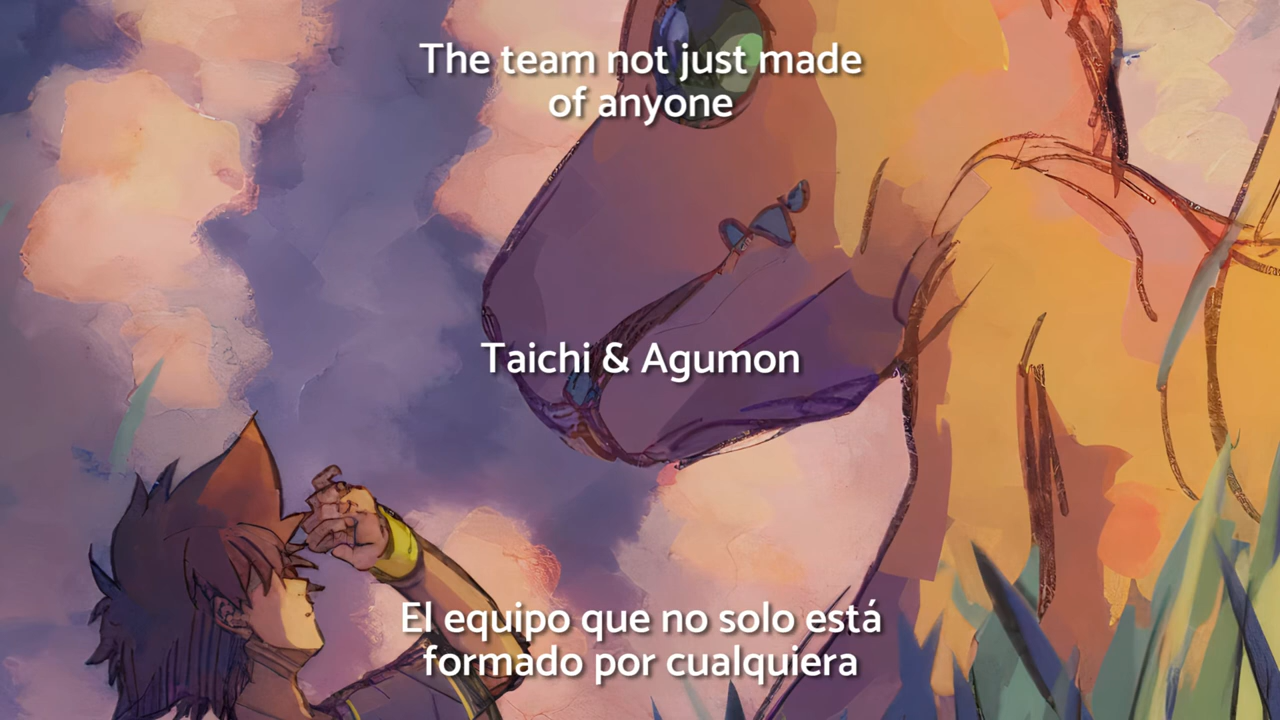 The team not just made
of anyone
Taichi & Agumon
El equipo que no solo está
formado por cualquiera